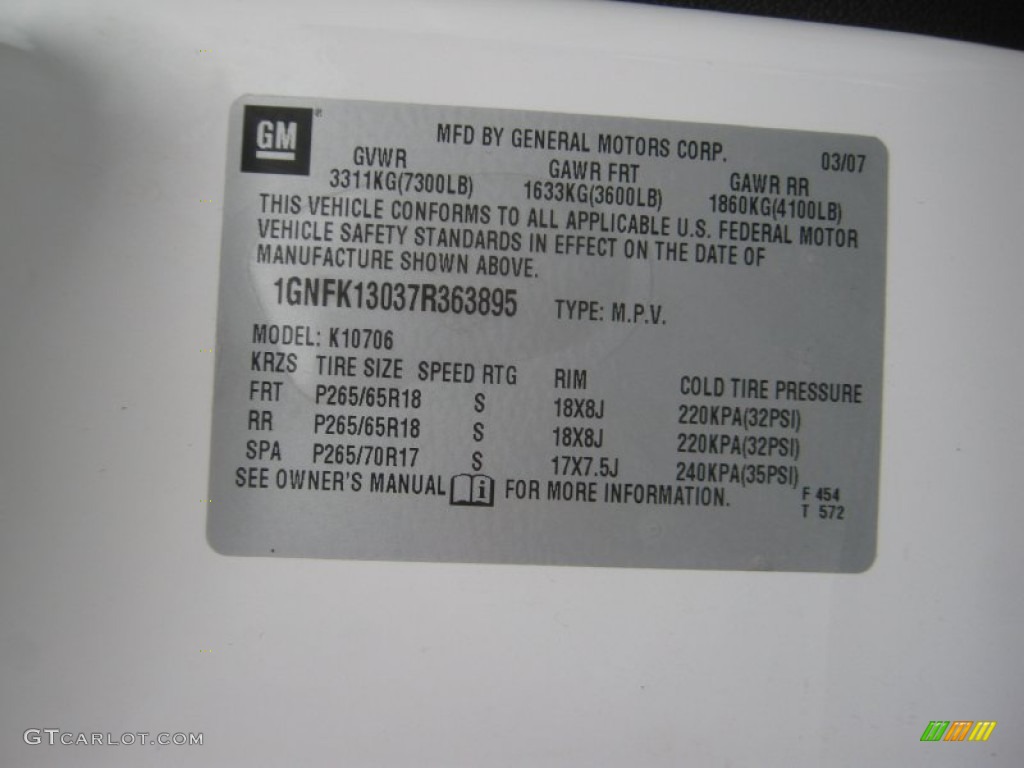 GM ®
MFD BY GENERAL MOTORS CORP. 03/07
GVWR GAWR FRT GAWR RR
3311KG(7300LB) 1633KG(3600LB) 1860KG(4100LB)
THIS VEHICLE CONFORMS TO ALL APPLICABLE U.S. FEDERAL MOTOR
VEHICLE SAFETY STANDARDS IN EFFECT ON THE DATE OF
MANUFACTURE SHOWN ABOVE.
1GNFK13037R363895 TYPE: M.P.V.
MODEL: K10706
KRZS TIRE SIZE SPEED RTG RIM COLD TIRE PRESSURE
FRT P265/65R18 S 18X8J 220KPA(32PSI)
RR P265/65R18 S 18X8J 220KPA(32PSI)
SPA P265/70R17 S 17X7.5J 240KPA(35PSI)
SEE OWNER'S MANUAL i FOR MORE INFORMATION.
F 454
T 572
GTCARLOT.COM